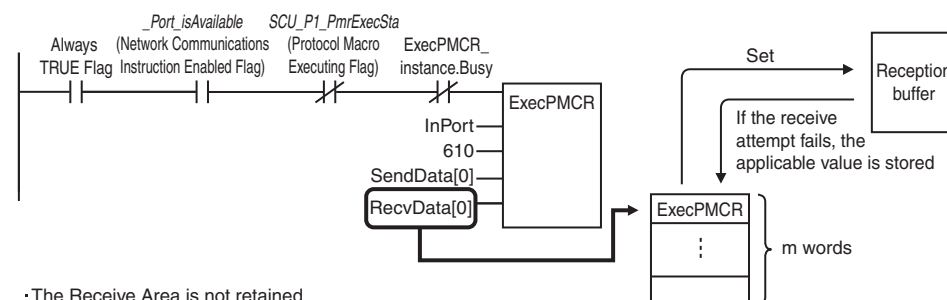 _Port_isAvailable
(Network Communications
Instruction Enabled Flag)
SCU_P1_PmrExecSta
(Protocol Macro
Executing Flag)
Always
TRUE Flag
ExecPMCR_
instance.Busy
ExecPMCR
InPort
610
SendData[0]
RecvData[0]
Set
Reception
buffer
If the receive
attempt fails, the
applicable value is stored
ExecPMCR
m words
·The Receive Area is not retained